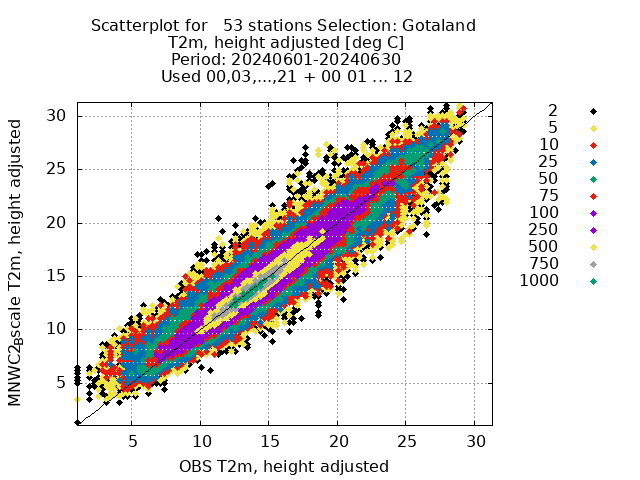 Scatterplot for   53 stations Selection: Gotaland
T2m, height adjusted [deg C]
Period: 20240601-20240630
Used 00,03,...,21 + 00 01 ... 12
MNWC2Bscale T2m, height adjusted
30
25
20
15
10
5
5 10 15 20 25 30
OBS T2m, height adjusted
2
5
10
25
50
75
100
250
500
750
1000